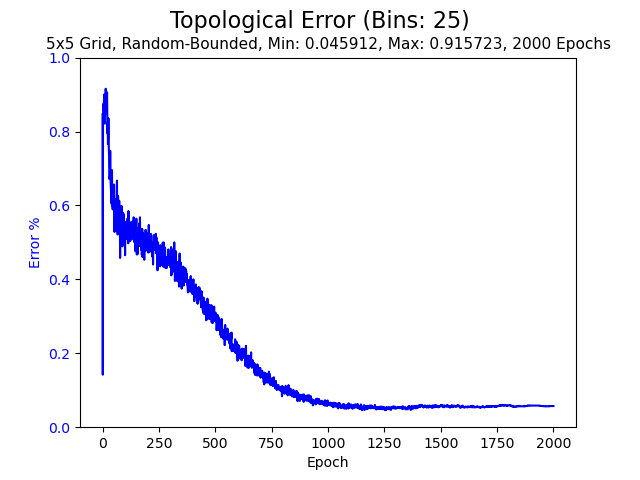 Topological Error (Bins: 25)
5x5 Grid, Random-Bounded, Min: 0.045912, Max: 0.915723, 2000 Epochs
1.0
0.8
0.6
0.4
0.2
0.0
Error %
0 250 500 750 1000 1250 1500 1750 2000
Epoch